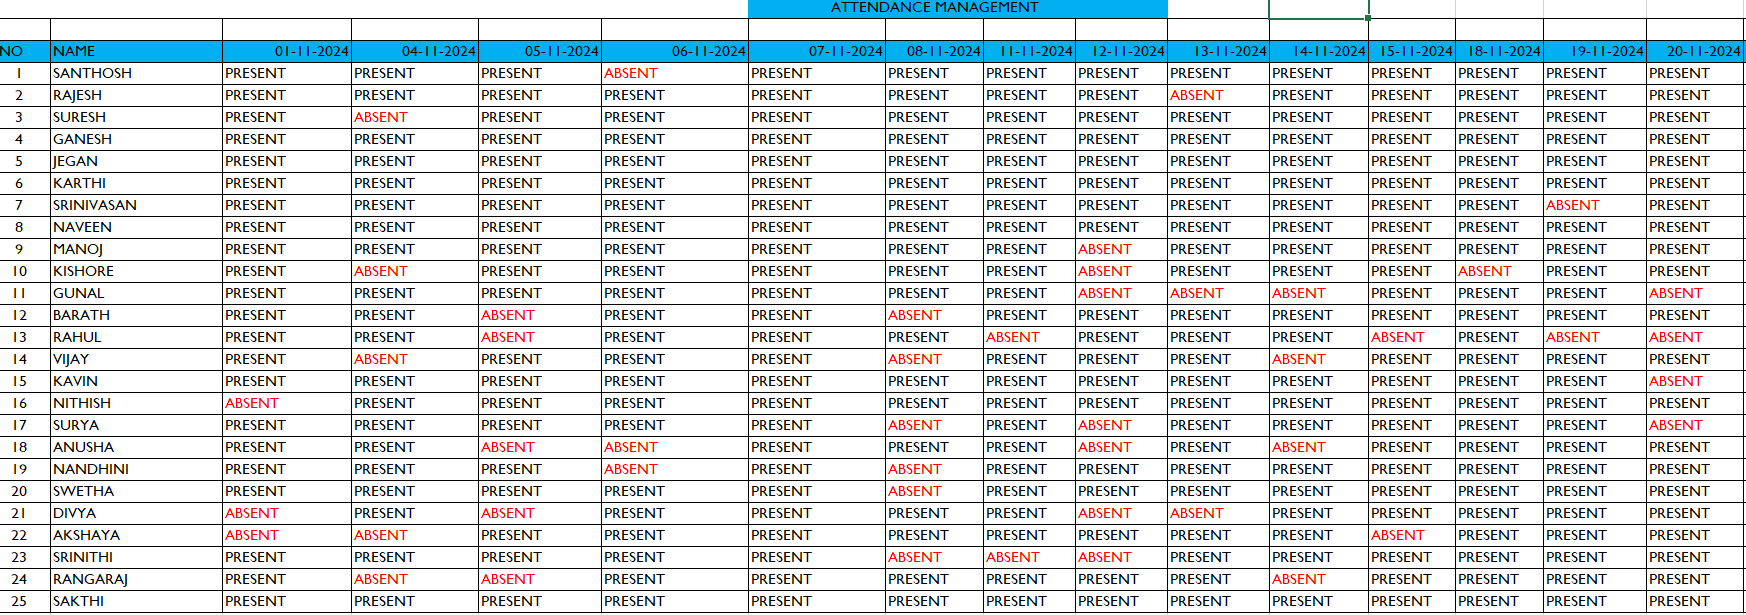 ATTENDANCE MANAGEMENT
NO NAME 01-11-2024 04-11-2024 05-11-2024 06-11-2024 07-11-2024 08-11-2024 11-11-2024 12-11-2024 13-11-2024 14-11-2024 15-11-2024 18-11-2024 19-11-2024 20-11-2024
1 SANTHOSH PRESENT PRESENT PRESENT ABSENT PRESENT PRESENT PRESENT PRESENT PRESENT PRESENT PRESENT PRESENT PRESENT PRESENT
2 RAJESH PRESENT PRESENT PRESENT PRESENT PRESENT PRESENT PRESENT PRESENT ABSENT PRESENT PRESENT PRESENT PRESENT PRESENT
3 SURESH PRESENT ABSENT PRESENT PRESENT PRESENT PRESENT PRESENT PRESENT PRESENT PRESENT PRESENT PRESENT PRESENT PRESENT
4 GANESH PRESENT PRESENT PRESENT PRESENT PRESENT PRESENT PRESENT PRESENT PRESENT PRESENT PRESENT PRESENT PRESENT PRESENT
5 JEGAN PRESENT PRESENT PRESENT PRESENT PRESENT PRESENT PRESENT PRESENT PRESENT PRESENT PRESENT PRESENT PRESENT PRESENT
6 KARTHI PRESENT PRESENT PRESENT PRESENT PRESENT PRESENT PRESENT PRESENT PRESENT PRESENT PRESENT PRESENT PRESENT PRESENT
7 SRINIVASAN PRESENT PRESENT PRESENT PRESENT PRESENT PRESENT PRESENT PRESENT PRESENT PRESENT PRESENT PRESENT ABSENT PRESENT
8 NAVEEN PRESENT PRESENT PRESENT PRESENT PRESENT PRESENT PRESENT PRESENT PRESENT PRESENT PRESENT PRESENT PRESENT PRESENT
9 MANOJ PRESENT PRESENT PRESENT PRESENT PRESENT PRESENT PRESENT ABSENT PRESENT PRESENT PRESENT PRESENT PRESENT PRESENT
10 KISHORE PRESENT ABSENT PRESENT PRESENT PRESENT PRESENT PRESENT ABSENT PRESENT PRESENT PRESENT ABSENT PRESENT PRESENT
11 GUNAL PRESENT PRESENT PRESENT PRESENT PRESENT PRESENT PRESENT ABSENT ABSENT ABSENT PRESENT PRESENT PRESENT ABSENT
12 BARATH PRESENT PRESENT ABSENT PRESENT PRESENT ABSENT PRESENT PRESENT PRESENT PRESENT PRESENT PRESENT PRESENT PRESENT
13 RAHUL PRESENT PRESENT ABSENT PRESENT PRESENT PRESENT ABSENT PRESENT PRESENT PRESENT ABSENT PRESENT ABSENT ABSENT
14 VIJAY PRESENT ABSENT PRESENT PRESENT PRESENT ABSENT PRESENT PRESENT PRESENT ABSENT PRESENT PRESENT PRESENT PRESENT
15 KAVIN PRESENT PRESENT PRESENT PRESENT PRESENT PRESENT PRESENT PRESENT PRESENT PRESENT PRESENT PRESENT PRESENT ABSENT
16 NITHISH ABSENT PRESENT PRESENT PRESENT PRESENT PRESENT PRESENT PRESENT PRESENT PRESENT PRESENT PRESENT PRESENT PRESENT
17 SURYA PRESENT PRESENT PRESENT PRESENT PRESENT ABSENT PRESENT ABSENT PRESENT PRESENT PRESENT PRESENT PRESENT ABSENT
18 ANUSHA PRESENT PRESENT ABSENT ABSENT PRESENT PRESENT PRESENT ABSENT PRESENT ABSENT PRESENT PRESENT PRESENT PRESENT
19 NANDHINI PRESENT PRESENT PRESENT ABSENT PRESENT ABSENT PRESENT PRESENT PRESENT PRESENT PRESENT PRESENT PRESENT PRESENT
20 SWETHA PRESENT PRESENT PRESENT PRESENT PRESENT ABSENT PRESENT PRESENT PRESENT PRESENT PRESENT PRESENT PRESENT PRESENT
21 DIVYA ABSENT PRESENT ABSENT PRESENT PRESENT PRESENT PRESENT ABSENT ABSENT PRESENT PRESENT PRESENT PRESENT PRESENT
22 AKSHAYA ABSENT ABSENT PRESENT PRESENT PRESENT PRESENT PRESENT PRESENT PRESENT PRESENT ABSENT PRESENT PRESENT PRESENT
23 SRINITHI PRESENT PRESENT PRESENT PRESENT PRESENT ABSENT ABSENT ABSENT PRESENT PRESENT PRESENT PRESENT PRESENT PRESENT
24 RANGARAJ PRESENT ABSENT ABSENT PRESENT PRESENT PRESENT PRESENT PRESENT PRESENT ABSENT PRESENT PRESENT PRESENT PRESENT
25 SAKTHI PRESENT PRESENT PRESENT PRESENT PRESENT PRESENT PRESENT PRESENT PRESENT PRESENT PRESENT PRESENT PRESENT PRESENT